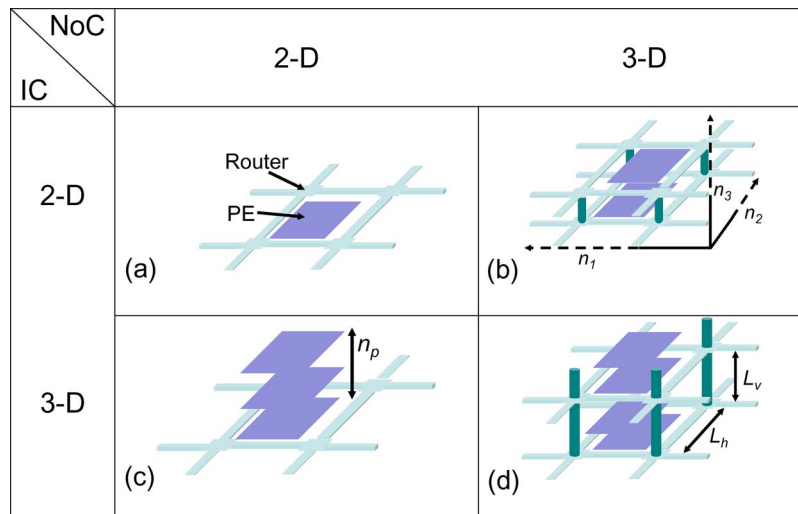 NoC
IC
2-D
3-D
2-D
Router
PE
(a)
n3
n2
n1
(b)
3-D
np
(c)
Lv
Lh
(d)